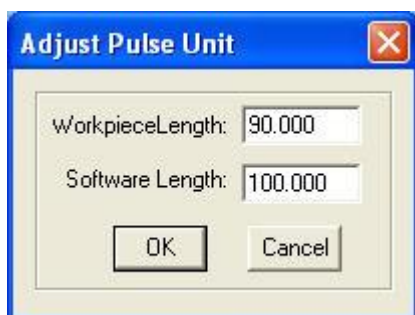 Adjust Pulse Unit
WorkpieceLength: 90.000
Software Length: 100.000
OK Cancel